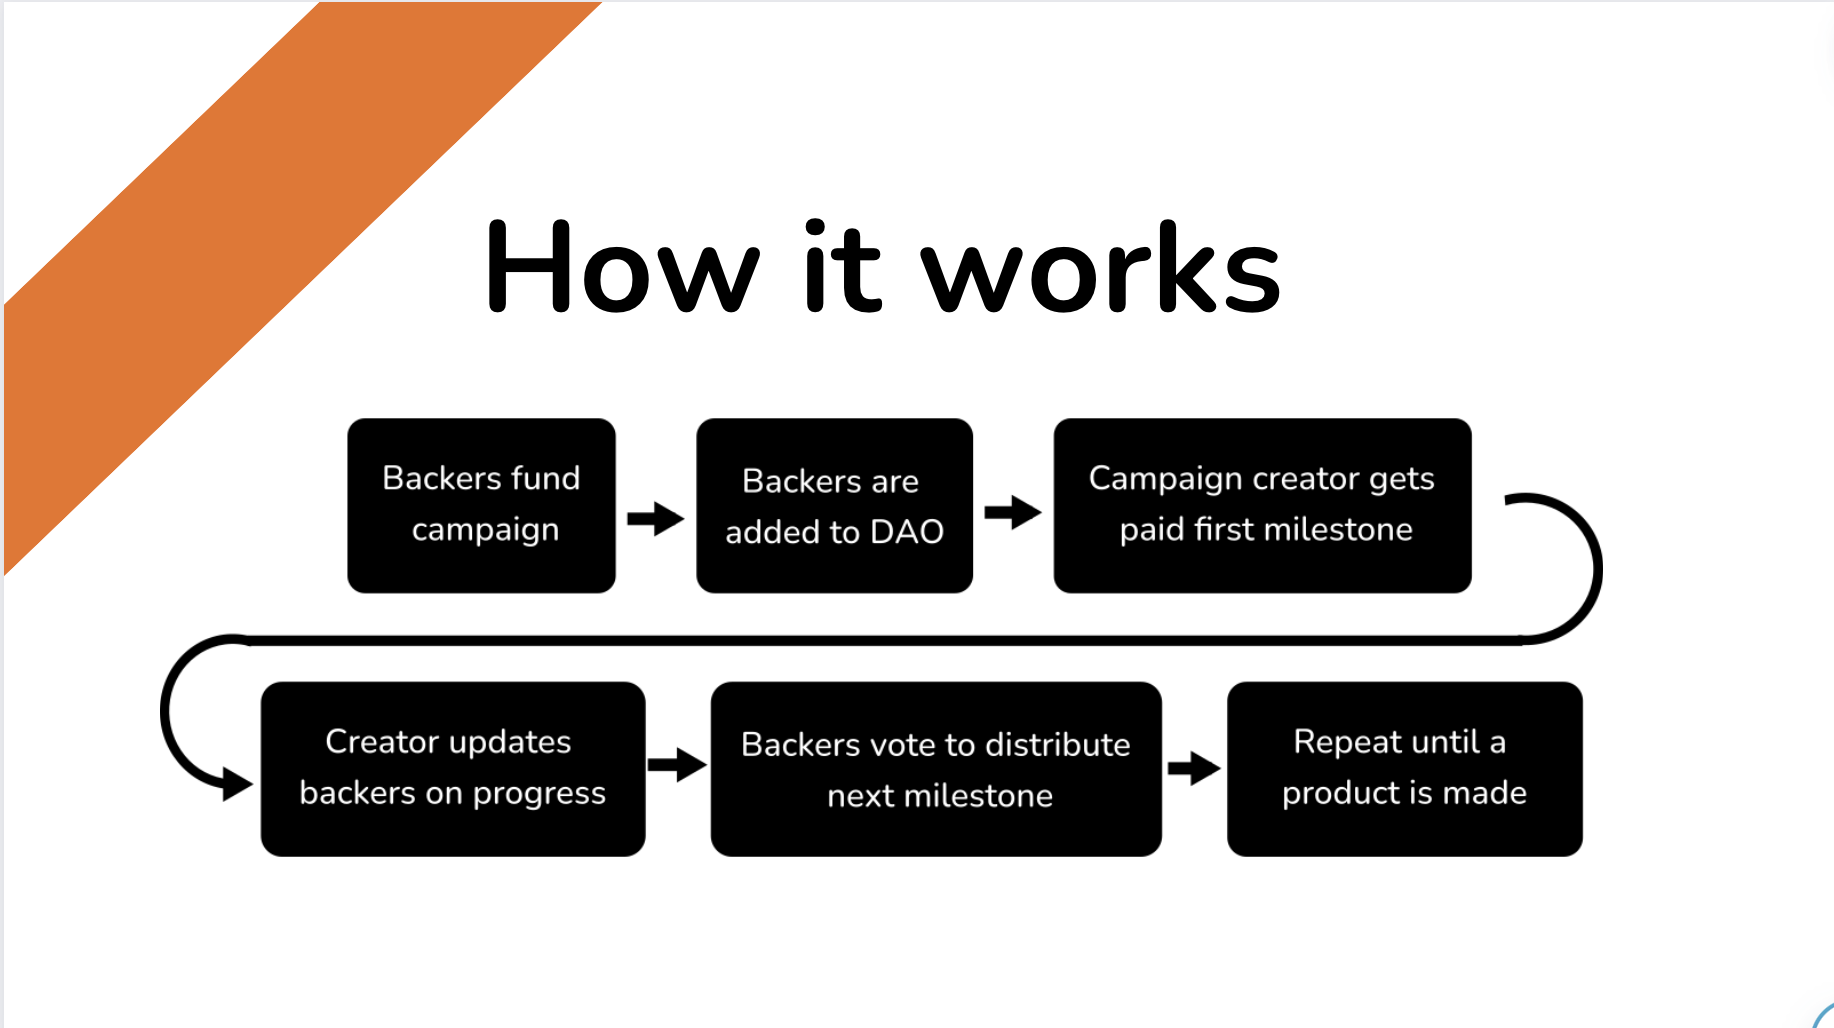 How it works
Backers fund
campaign
Backers are
added to DAO
Campaign creator gets
paid first milestone
Creator updates
backers on progress
Backers vote to distribute
next milestone
Repeat until a
product is made